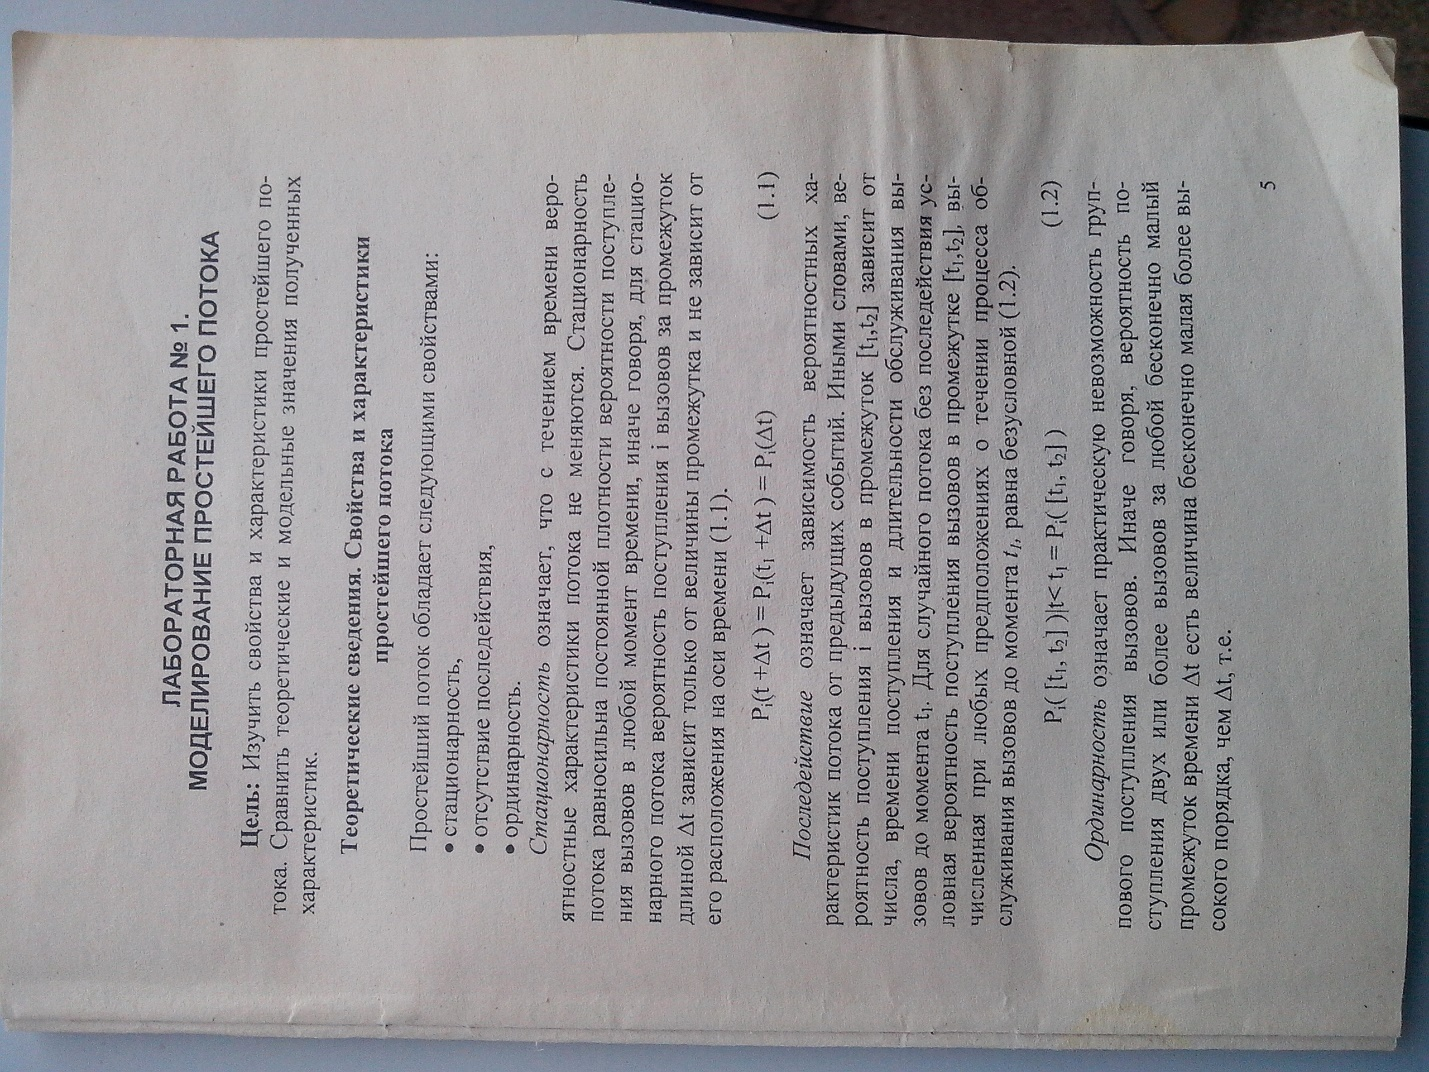 ЛАБОРАТОРНАЯ РАБОТА № 1.
МОДЕЛИРОВАНИЕ ПРОСТЕЙШЕГО ПОТОКА
Цель: Изучить свойства и характеристики простейшего по-
тока. Сравнить теоретические и модельные значения полученных
характеристик.
Теоретические сведения. Свойства и характеристики
простейшего потока
Простейший поток обладает следующими свойствами:
• стационарность,
• отсутствие последействия,
• ординарность.
Стационарность означает, что с течением времени веро-
ятностные характеристики потока не меняются. Стационарность
потока равносильна постоянной плотности вероятности поступле-
ния вызовов в любой момент времени, иначе говоря, для стацио-
нарного потока вероятность поступления i вызовов за промежуток
длиной Δt зависит только от величины промежутка и не зависит от
его расположения на оси времени (1.1).
Pi(t +Δt ) = Pi(t1 +Δt ) = Pi(Δt) (1.1)
Последействие означает зависимость вероятностных ха-
рактеристик потока от предыдущих событий. Иными словами, ве-
роятность поступления i вызовов в промежуток [t1,t2] зависит от
числа, времени поступления и длительности обслуживания вы-
зовов до момента t1. Для случайного потока без последействия ус-
ловная вероятность поступления вызовов в промежутке [t1,t2], вы-
численная при любых предположениях о течении процесса об-
служивания вызовов до момента t1, равна безусловной (1.2).
Pi( [t1, t2] )|t< t1 = Pi( [t1, t2] ) (1.2)
Ординарность означает практическую невозможность груп-
пового поступления вызовов. Иначе говоря, вероятность по-
ступления двух или более вызовов за любой бесконечно малый
промежуток времени Δt есть величина бесконечно малая более вы-
сокого порядка, чем Δt, т.е.
5